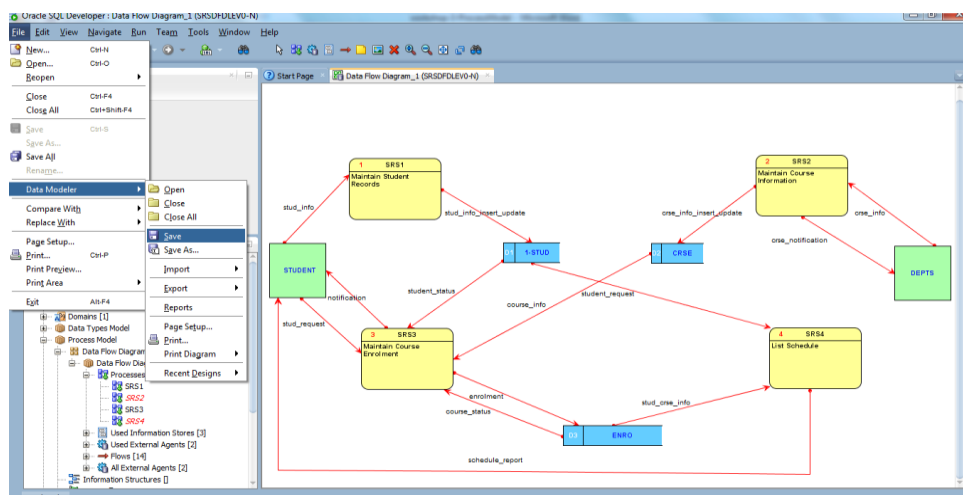 Oracle SQL Developer : Data Flow Diagram_1 (SRSDFDLEV0-N)
File Edit View Navigate Run Team Tools Window Help
New... Ctrl-N
Open... Ctrl-O
Reopen
Close Ctrl-F4
Close All Ctrl+Shift-F4
Save Ctrl-S
Save As...
Save All
Rename...
Data Modeler
Compare With
Replace With
Page Setup...
Print... Ctrl-P
Print Preview...
Print Area
Exit Alt-F4
Open
Close
Close All
Save
Save As...
Import
Export
Reports
Page Setup...
Print...
Print Diagram
Recent Designs
Domains [1]
Data Types Model
Process Model
Data Flow Diagram
Data Flow Dia
Processes
SRS1
SRS2
SRS3
SRS4
Used Information Stores [3]
Used External Agents [2]
Flows [14]
All External Agents [2]
Information Structures []
Start Page
Data Flow Diagram_1 (SRSDFDLEV0-N)
1 SRS1
Maintain Student
Records
2 SRS2
Maintain Course
Information
stud_info
stud_info_insert_update
crse_info_insert_update
crse_info
crse_notification
D1 1-STUD
CRSE
STUDENT
DEPTS
notification
student_status
course_info
student_request
stud_request
3 SRS3
Maintain Course
Enrolment
4 SRS4
List Schedule
enrolment
course_status
stud_crse_info
D3 ENRO
schedule_report